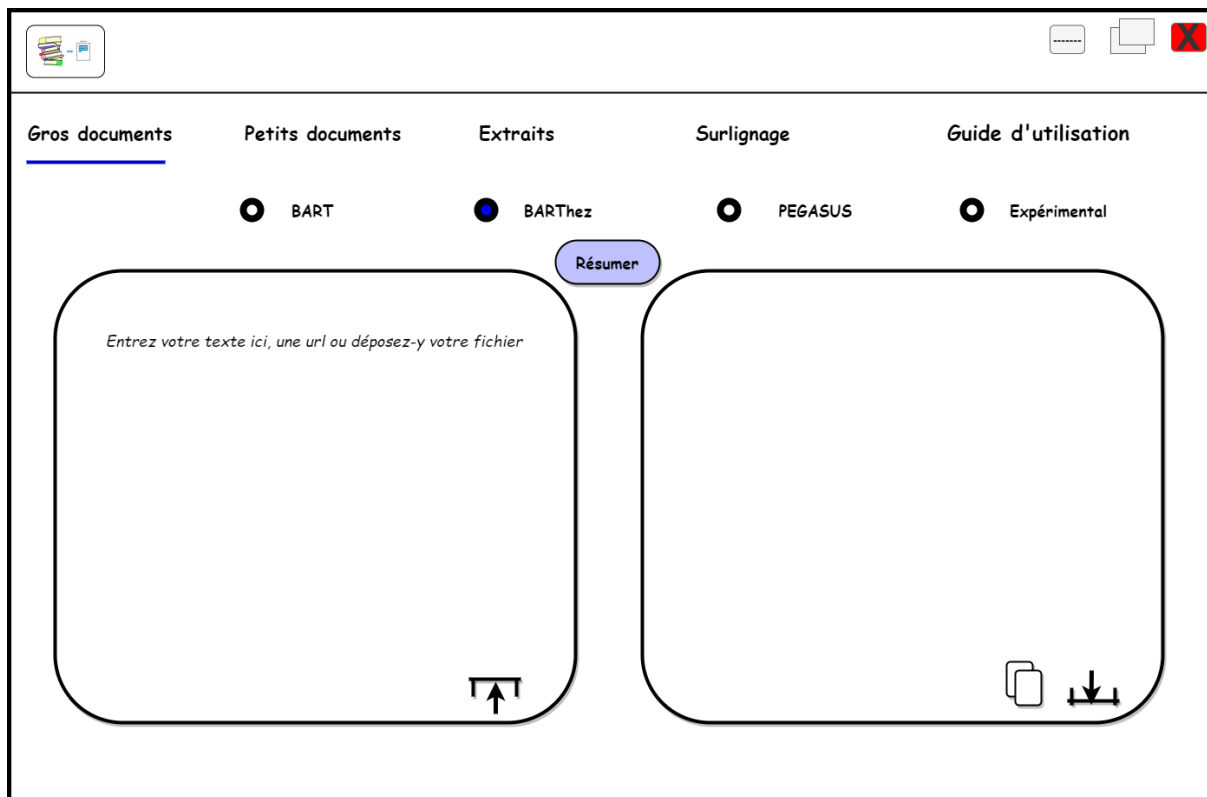 X
Gros documents Petits documents Extraits Surlignage Guide d'utilisation
BART BARThez PEGASUS Expérimental
Résumer
Entrez votre texte ici, une url ou déposez-y votre fichier